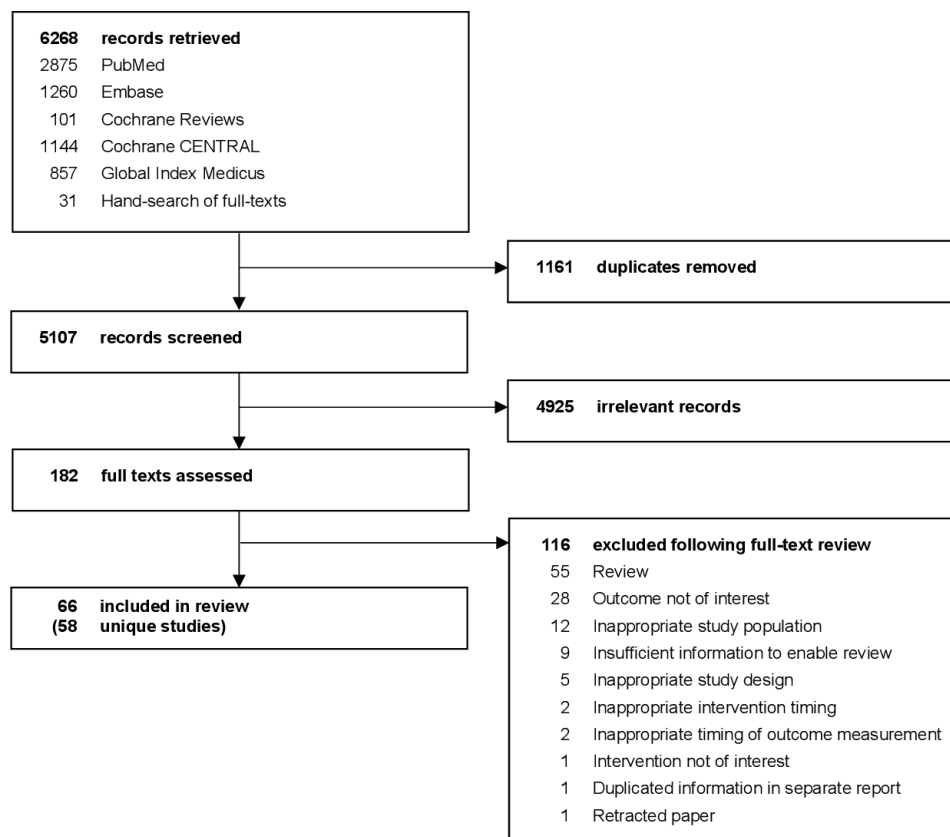 6268 records retrieved
2875 PubMed
1260 Embase
101 Cochrane Reviews
1144 Cochrane CENTRAL
857 Global Index Medicus
31 Hand-search of full-texts
1161 duplicates removed
5107 records screened
4925 irrelevant records
182 full texts assessed
116 excluded following full-text review
55 Review
28 Outcome not of interest
12 Inappropriate study population
9 Insufficient information to enable review
5 Inappropriate study design
2 Inappropriate intervention timing
2 Inappropriate timing of outcome measurement
1 Intervention not of interest
1 Duplicated information in separate report
1 Retracted paper
66 included in review
(58 unique studies)